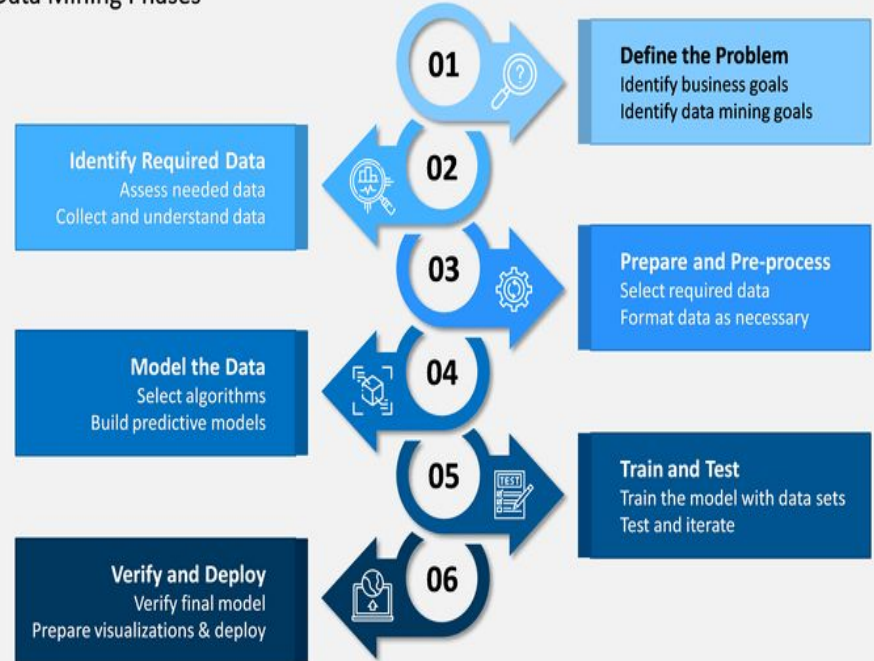 Data Mining Phases
01
Define the Problem
Identify business goals
Identify data mining goals
02
Identify Required Data
Assess needed data
Collect and understand data
03
Prepare and Pre-process
Select required data
Format data as necessary
04
Model the Data
Select algorithms
Build predictive models
05
TEST
Train and Test
Train the model with data sets
Test and iterate
06
Verify and Deploy
Verify final model
Prepare visualizations & deploy